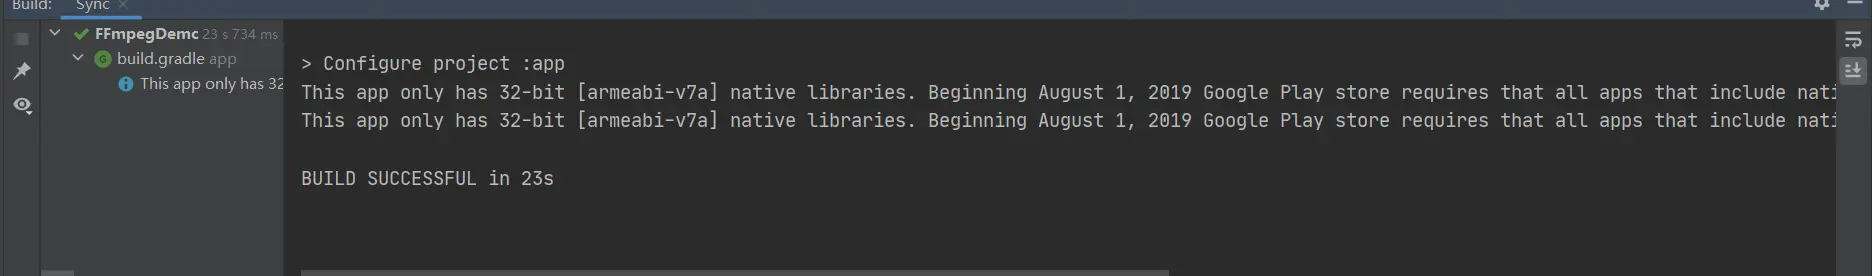 Build: Sync ×
FFmpegDemo 23 s 734 ms
build.gradle app
This app only has 32
> Configure project :app
This app only has 32-bit [armeabi-v7a] native libraries. Beginning August 1, 2019 Google Play store requires that all apps that include nati
This app only has 32-bit [armeabi-v7a] native libraries. Beginning August 1, 2019 Google Play store requires that all apps that include nati
BUILD SUCCESSFUL in 23s